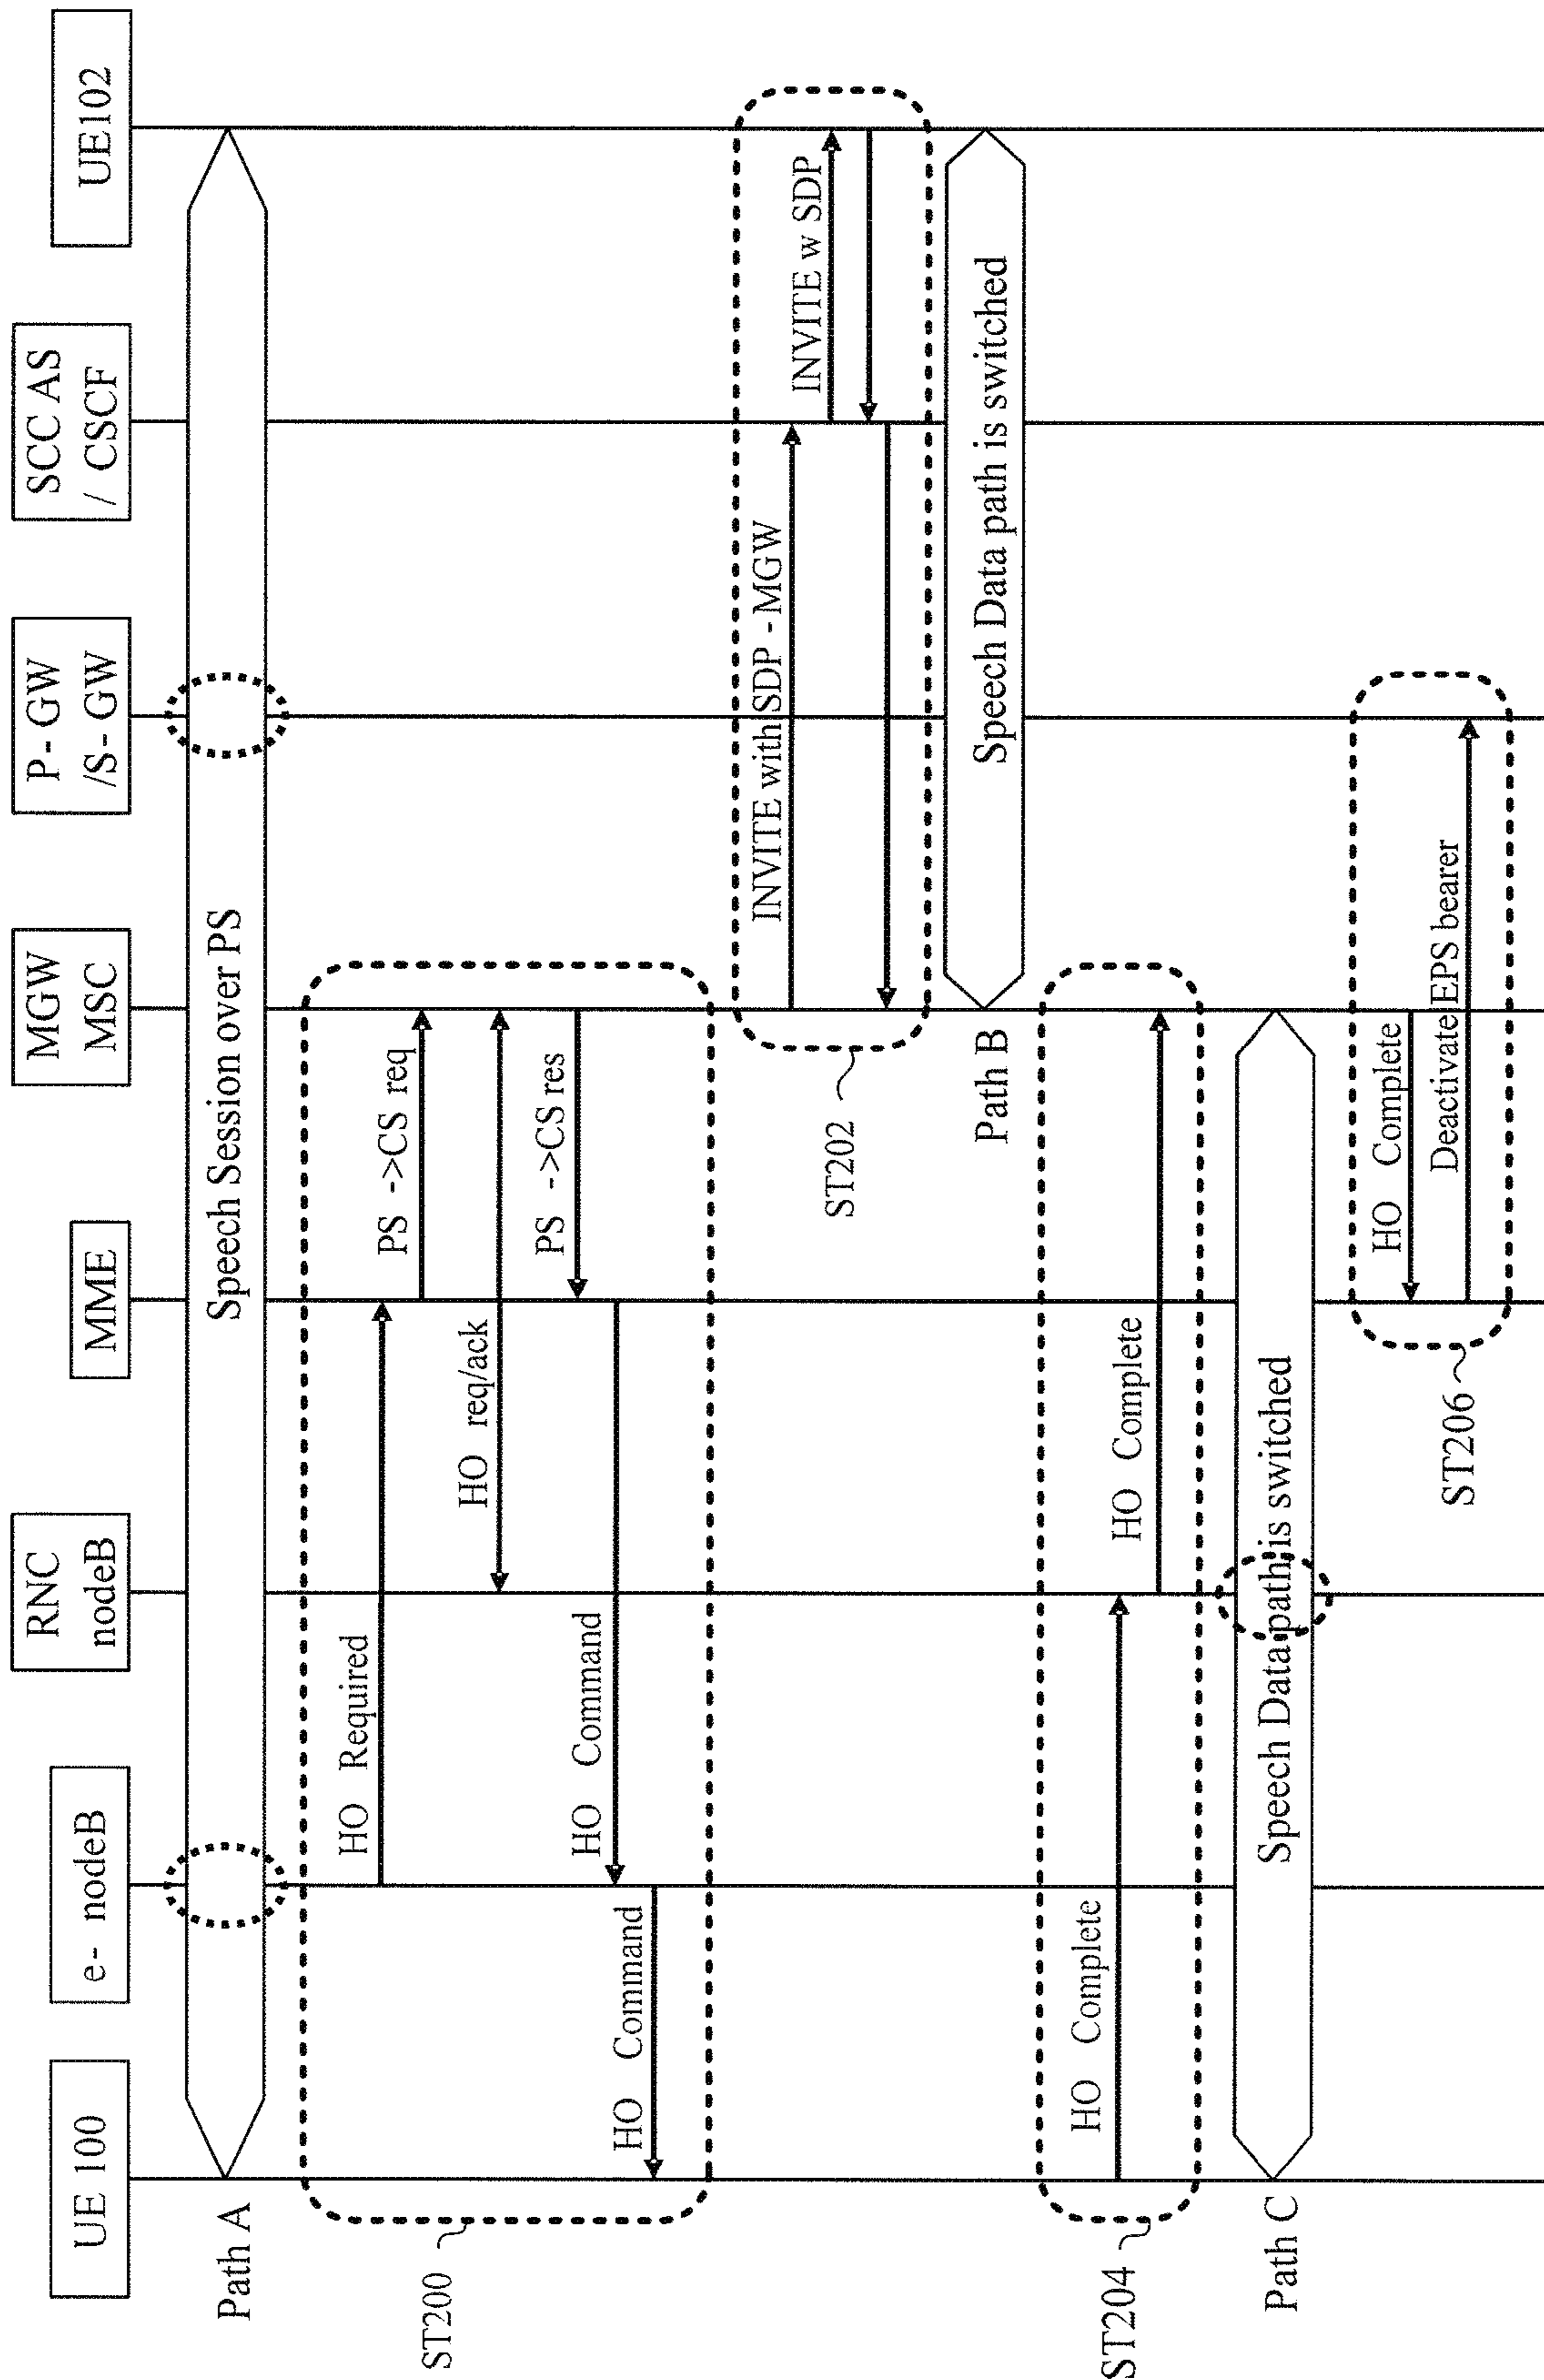 UE 100
e- nodeB
RNC
nodeB
MME
MGW
MSC
P - GW
/S - GW
SCC AS
/ CSCF
UE102
Path A
Speech Session over PS
ST200
HO Required
PS ->CS req
HO req/ack
PS ->CS res
HO Command
HO Command
INVITE with SDP - MGW
INVITE w SDP
ST202
Path B
Speech Data path is switched
ST204
HO Complete
HO Complete
Path C
Speech Data path is switched
HO Complete
Deactivate EPS bearer
ST206